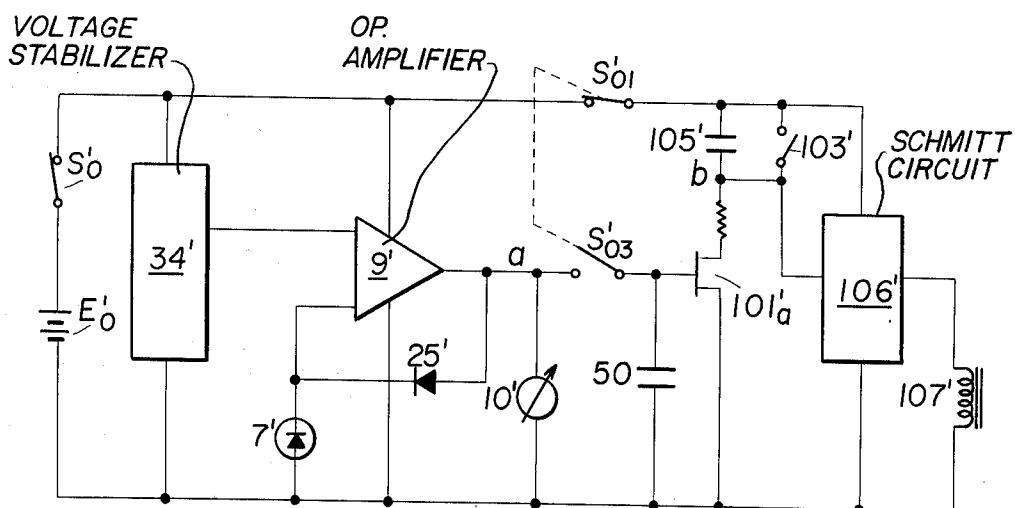 VOLTAGE
STABILIZER
OP.
AMPLIFIER
S'01
S'0
105'
103'
SCHMITT
CIRCUIT
b
34'
9'
a
S'03
E'0
101'a
106'
25'
10'
50
107'
7'